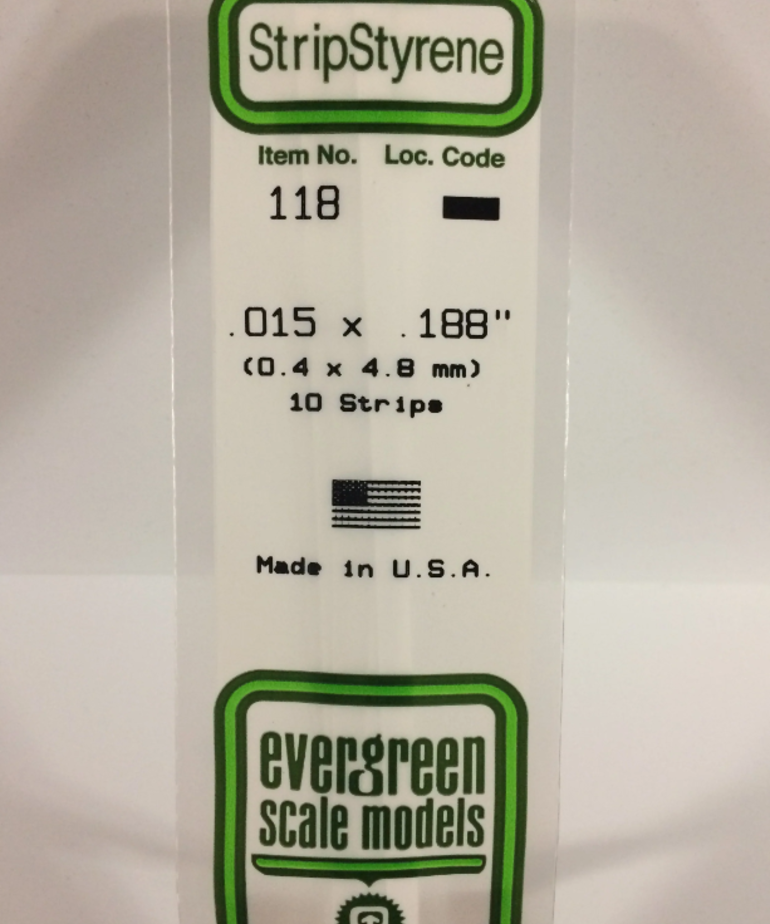 StripStyrene
Item No. Loc. Code
118
.015 x .188"
(0.4 x 4.8 mm)
10 Strips
Made in U.S.A.
evergreen
scale models